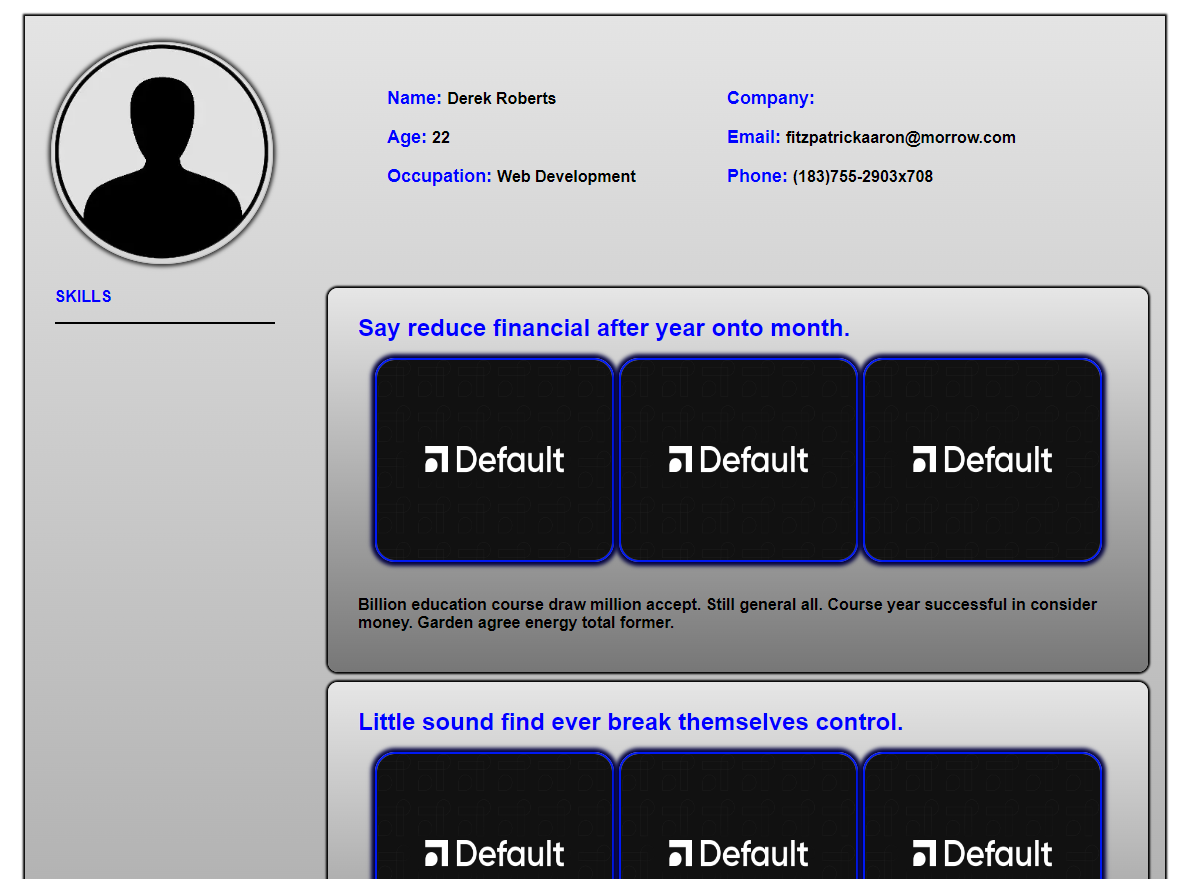 Name: Derek Roberts
Company:
Age: 22
Email: fitzpatrickaaron@morrow.com
Occupation: Web Development
Phone: (183)755-2903x708
SKILLS
Say reduce financial after year onto month.
Default
Default
Default
Billion education course draw million accept. Still general all. Course year successful in consider
money. Garden agree energy total former.
Little sound find ever break themselves control.
Default
Default
Default